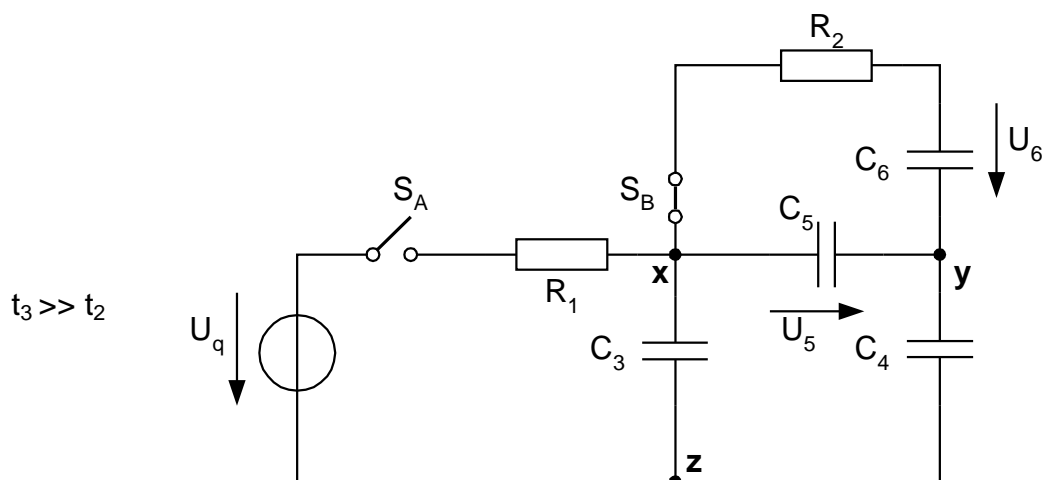 R₂
U₆
C₆
S_A
S_B
C₅
x
y
R₁
t₃ >> t₂
U_q
C₃
U₅
C₄
z